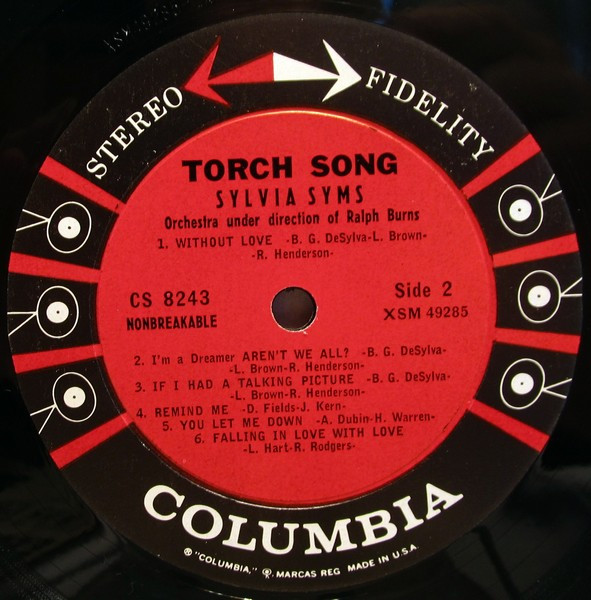 STEREO FIDELITY
TORCH SONG
SYLVIA SYMS
Orchestra under direction of Ralph Burns
1. WITHOUT LOVE -B. G. DeSylva-L. Brown-
-R. Henderson-
CS 8243
NONBREAKABLE
Side 2
XSM 49285
2. I'm a Dreamer AREN'T WE ALL? -B. G. DeSylva-
-L. Brown-R. Henderson-
3. IF I HAD A TALKING PICTURE -B. G. DeSylva-
-L. Brown-R. Henderson-
4. REMIND ME -D. Fields-J. Kern-
5. YOU LET ME DOWN -A. Dubin-H. Warren-
6. FALLING IN LOVE WITH LOVE
-L. Hart-R. Rodgers-
COLUMBIA
® "COLUMBIA," ℗. MARCAS REG MADE IN U.S.A.